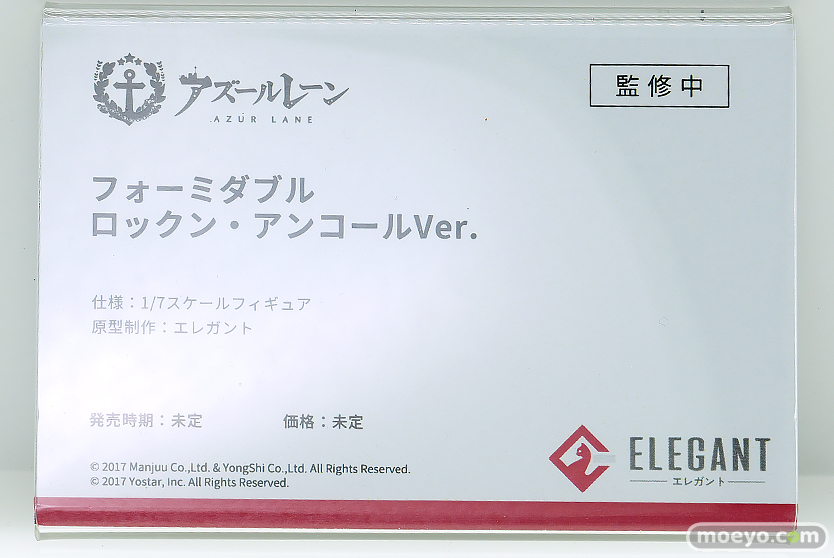 アズールレーン
AZUR LANE
監修中
フォーミダブル
ロックン・アンコールVer.
仕様：1/7スケールフィギュア
原型制作：エレガント
発売時期：未定
価格：未定
© 2017 Manjuu Co.,Ltd. & YongShi Co.,Ltd. All Rights Reserved.
© 2017 Yostar, Inc. All Rights Reserved.
ELEGANT
エレガント
moeyo.com